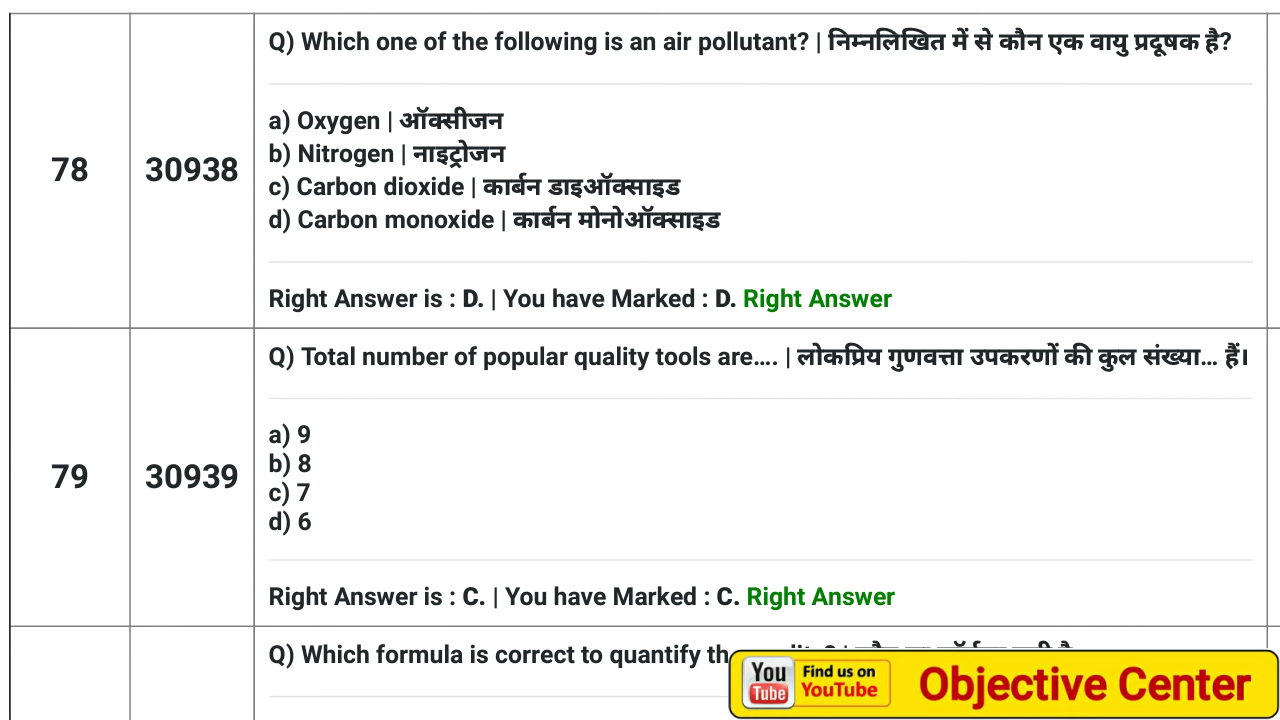 Q) Which one of the following is an air pollutant? | निम्नलिखित में से कौन एक वायु प्रदूषक है?
78
30938
a) Oxygen | ऑक्सीजन
b) Nitrogen | नाइट्रोजन
c) Carbon dioxide | कार्बन डाइऑक्साइड
d) Carbon monoxide | कार्बन मोनोऑक्साइड
Right Answer is : D. | You have Marked : D. Right Answer
Q) Total number of popular quality tools are.... | लोकप्रिय गुणवत्ता उपकरणों की कुल संख्या... हैं।
79
30939
a) 9
b) 8
c) 7
d) 6
Right Answer is : C. | You have Marked : C. Right Answer
Q) Which formula is correct to quantify
You Tube
Find us on
YouTube
Objective Center